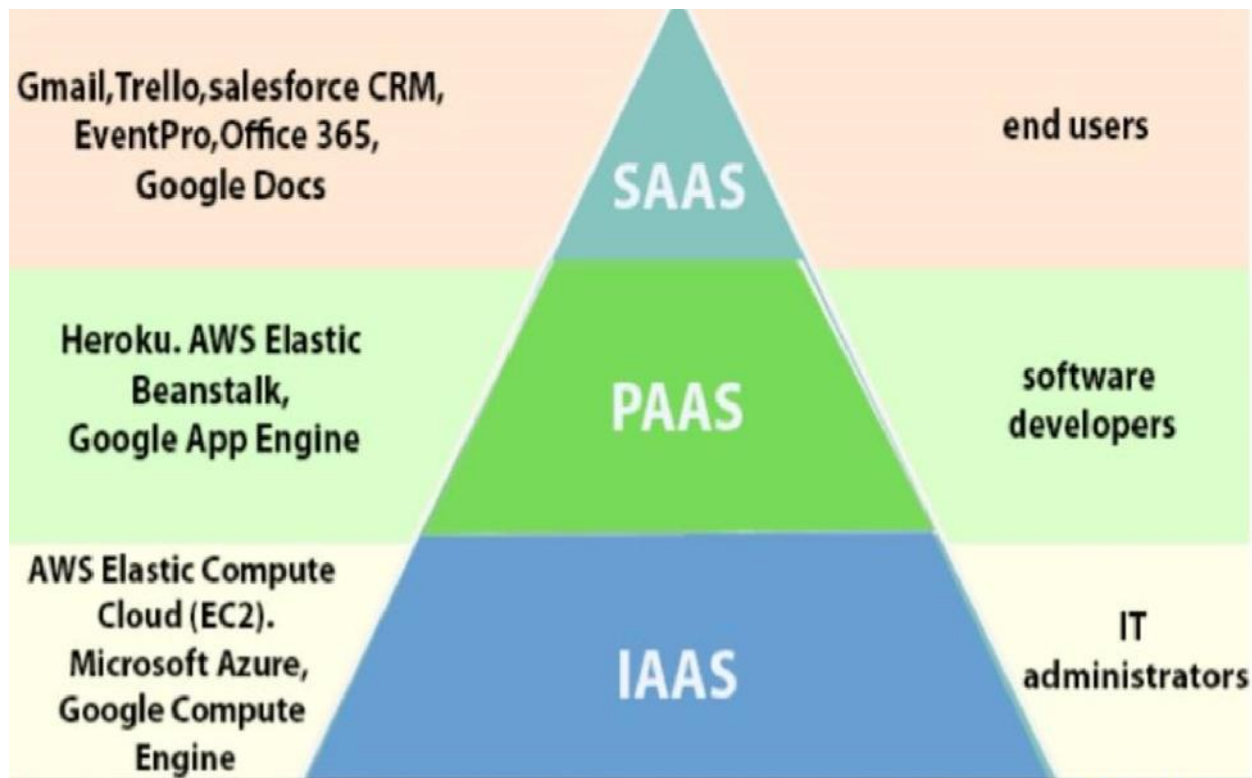 Gmail,Trello,salesforce CRM,
EventPro,Office 365,
Google Docs
SAAS
end users
Heroku. AWS Elastic
Beanstalk,
Google App Engine
PAAS
software
developers
AWS Elastic Compute
Cloud (EC2).
Microsoft Azure,
Google Compute
Engine
IAAS
IT
administrators